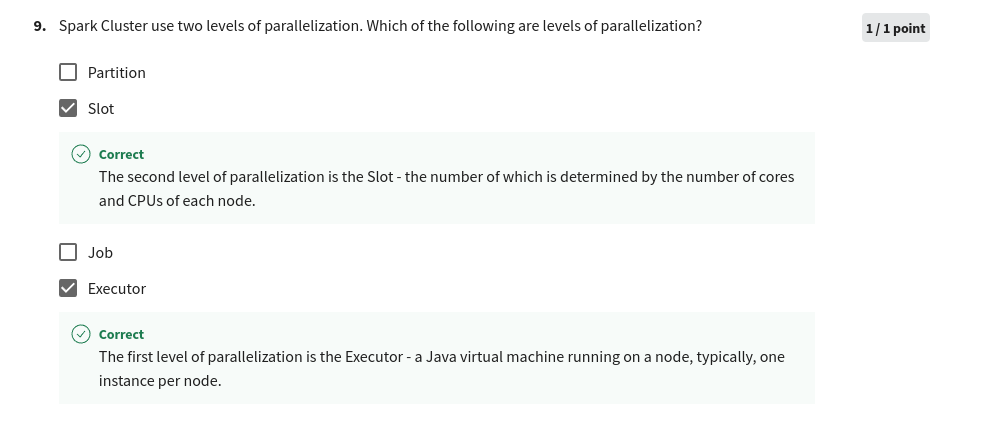 9. Spark Cluster use two levels of parallelization. Which of the following are levels of parallelization?
1 / 1 point
Partition
Slot
Correct
The second level of parallelization is the Slot - the number of which is determined by the number of cores
and CPUs of each node.
Job
Executor
Correct
The first level of parallelization is the Executor - a Java virtual machine running on a node, typically, one
instance per node.